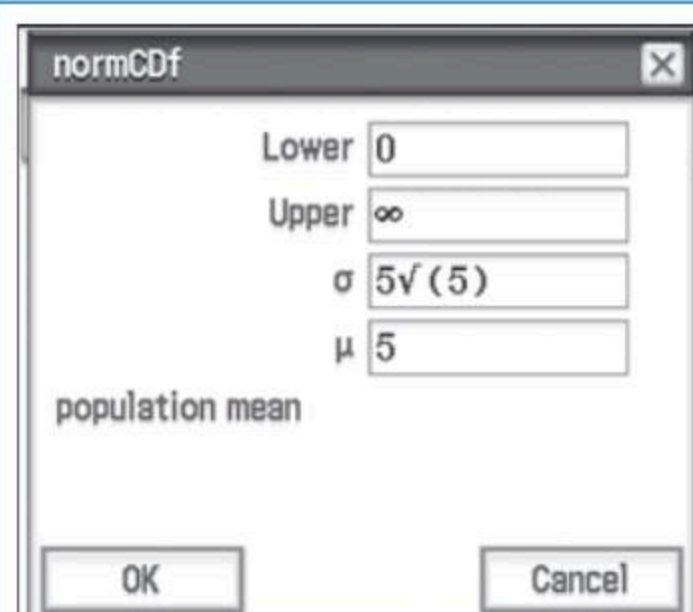 normCDf
Lower 0
Upper ∞
σ 5√(5)
μ 5
population mean
OK Cancel